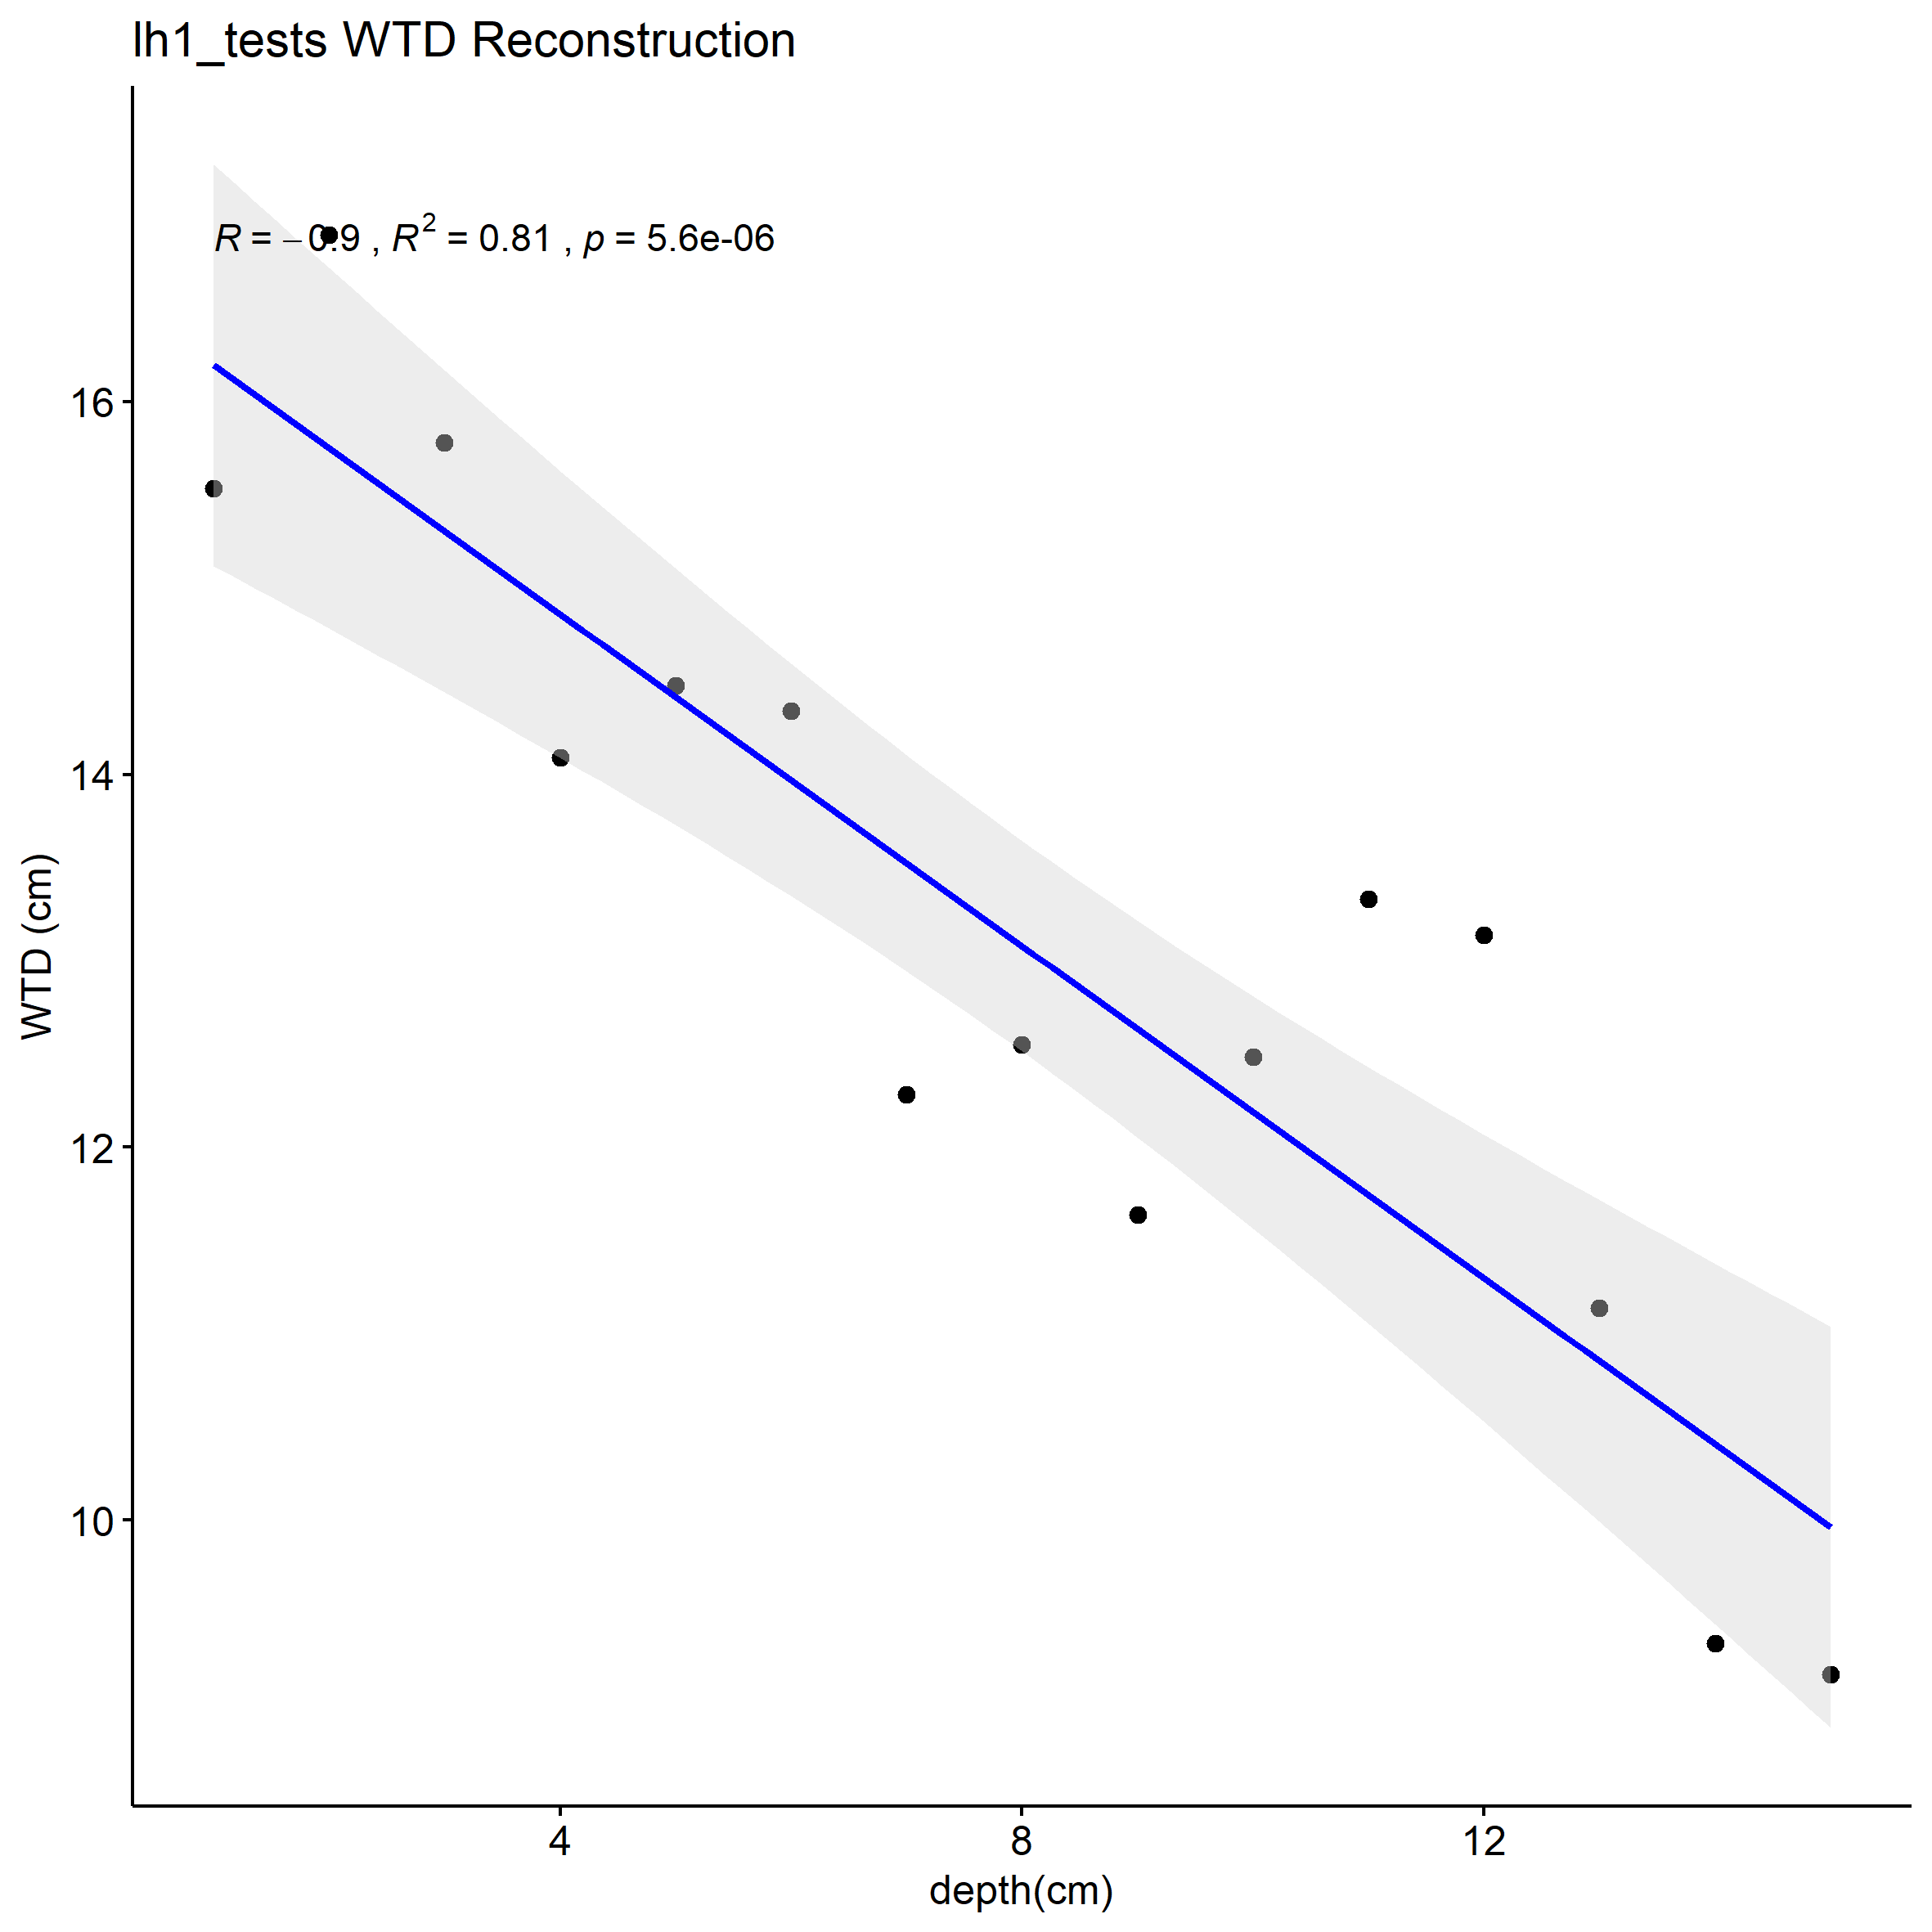 lh1_tests WTD Reconstruction
R = −0.9 , R² = 0.81 , p = 5.6e-06
16
14
12
10
WTD (cm)
4 8 12
depth(cm)